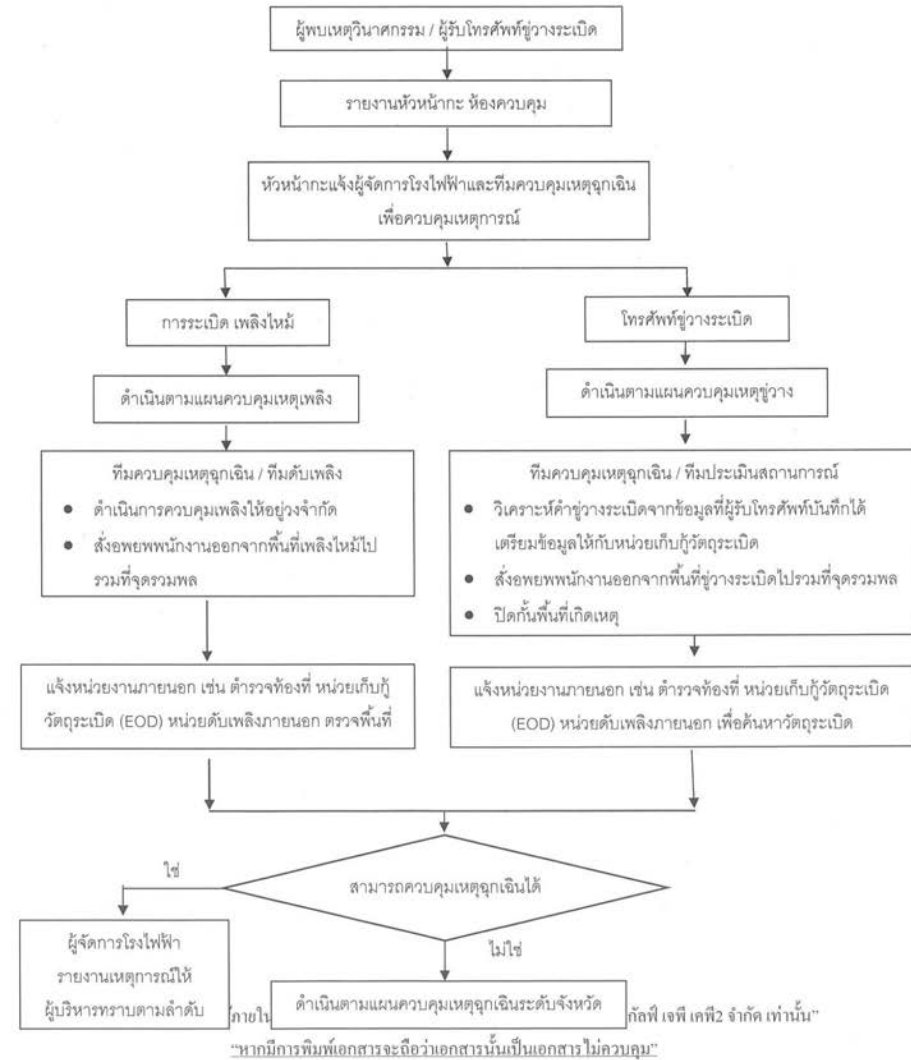 ผู้พบเหตุวินาศกรรม / ผู้รับโทรศัพท์ขู่วางระเบิด
รายงานหัวหน้ากะ ห้องควบคุม
หัวหน้ากะแจ้งผู้จัดการโรงไฟฟ้าและทีมควบคุมเหตุฉุกเฉิน
เพื่อควบคุมเหตุการณ์
การระเบิด เพลิงไหม้
โทรศัพท์ขู่วางระเบิด
ดำเนินตามแผนควบคุมเหตุเพลิง
ดำเนินตามแผนควบคุมเหตุขู่วาง
ทีมควบคุมเหตุฉุกเฉิน / ทีมดับเพลิง
● ดำเนินการควบคุมเพลิงให้อยู่วงจำกัด
● สั่งอพยพพนักงานออกจากพื้นที่เพลิงไหม้ไป
รวมที่จุดรวมพล
ทีมควบคุมเหตุฉุกเฉิน / ทีมประเมินสถานการณ์
● วิเคราะห์คำขู่วางระเบิดจากข้อมูลที่ผู้รับโทรศัพท์บันทึกได้
เตรียมข้อมูลให้กับหน่วยเก็บกู้วัตถุระเบิด
● สั่งอพยพพนักงานออกจากพื้นที่ขู่วางระเบิดไปรวมที่จุดรวมพล
● ปิดกั้นพื้นที่เกิดเหตุ
แจ้งหน่วยงานภายนอก เช่น ตำรวจท้องที่ หน่วยเก็บกู้
วัตถุระเบิด (EOD) หน่วยดับเพลิงภายนอก ตรวจพื้นที่
แจ้งหน่วยงานภายนอก เช่น ตำรวจท้องที่ หน่วยเก็บกู้วัตถุระเบิด
(EOD) หน่วยดับเพลิงภายนอก เพื่อค้นหาวัตถุระเบิด
สามารถควบคุมเหตุฉุกเฉินได้
ใช่
ไม่ใช่
ผู้จัดการโรงไฟฟ้า
รายงานเหตุการณ์ให้
ผู้บริหารทราบตามลำดับ
ดำเนินตามแผนควบคุมเหตุฉุกเฉินระดับจังหวัด
ภายใน กัลฟ์ เจพี เคพี2 จำกัด เท่านั้น”
“หากมีการพิมพ์เอกสารจะถือว่าเอกสารนั้นเป็นเอกสารไม่ควบคุม”